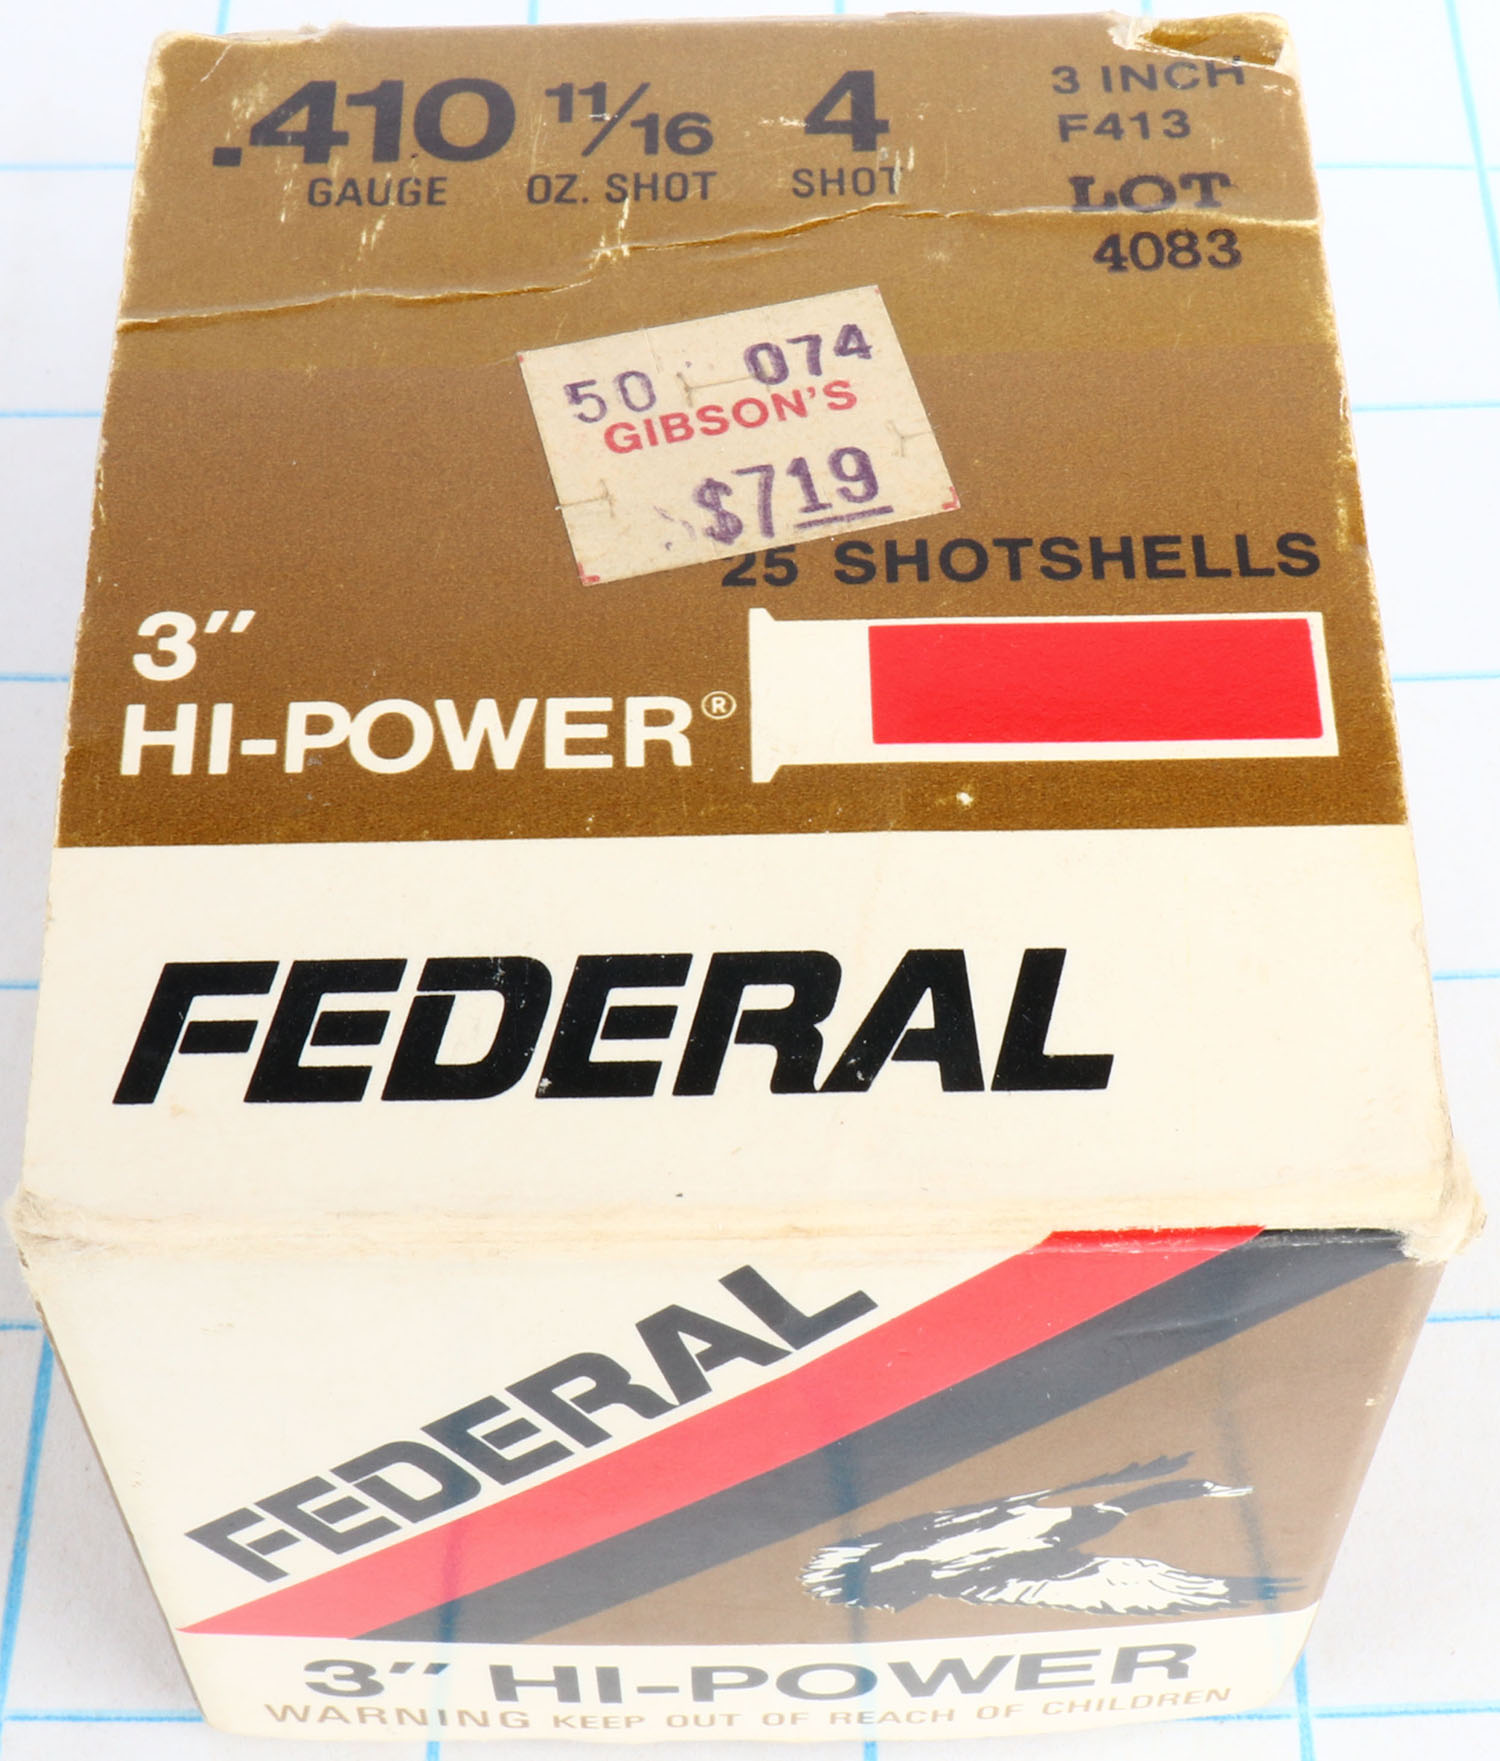 .410 11/16 4
GAUGE OZ. SHOT SHOT
3 INCH
F413
LOT
4083
50 074
GIBSON'S
$719
25 SHOTSHELLS
3"
HI-POWER®
FEDERAL
FEDERAL
3" HI-POWER
WARNING KEEP OUT OF REACH OF CHILDREN